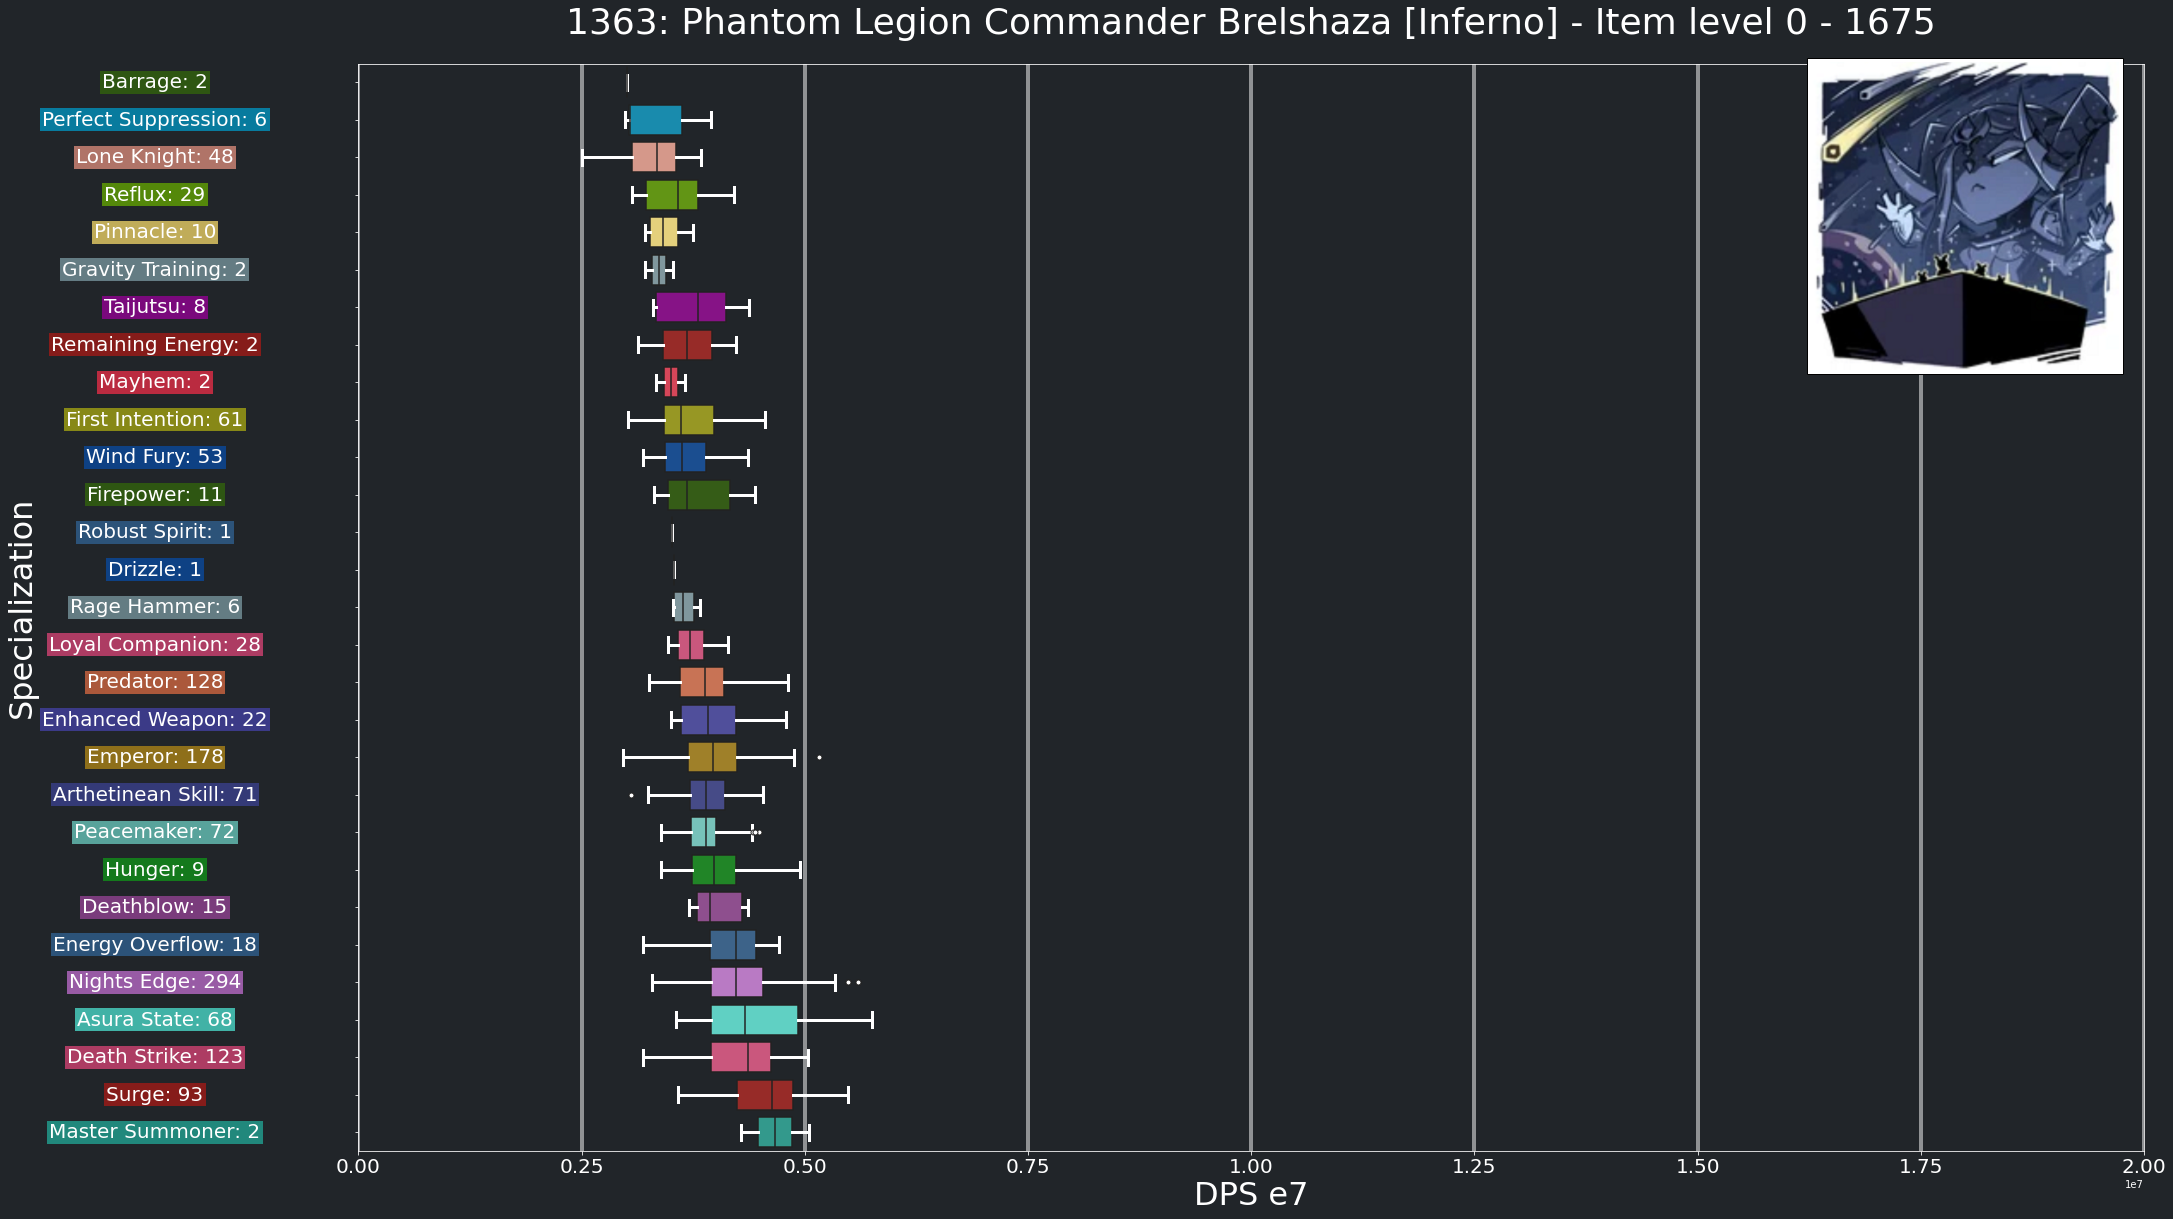 1363: Phantom Legion Commander Brelshaza [Inferno] - Item level 0 - 1675
Specialization
Barrage: 2
Perfect Suppression: 6
Lone Knight: 48
Reflux: 29
Pinnacle: 10
Gravity Training: 2
Taijutsu: 8
Remaining Energy: 2
Mayhem: 2
First Intention: 61
Wind Fury: 53
Firepower: 11
Robust Spirit: 1
Drizzle: 1
Rage Hammer: 6
Loyal Companion: 28
Predator: 128
Enhanced Weapon: 22
Emperor: 178
Arthetinean Skill: 71
Peacemaker: 72
Hunger: 9
Deathblow: 15
Energy Overflow: 18
Nights Edge: 294
Asura State: 68
Death Strike: 123
Surge: 93
Master Summoner: 2
0.00 0.25 0.50 0.75 1.00 1.25 1.50 1.75 2.00
1e7
DPS e7